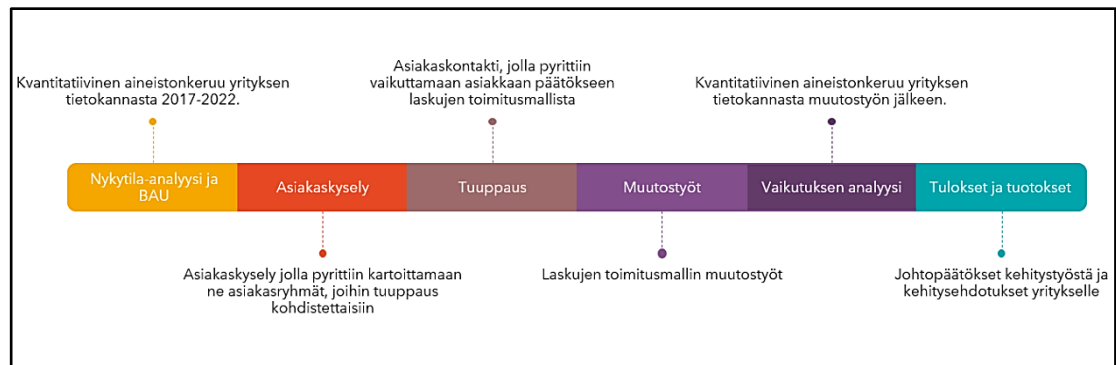 Kvantitatiivinen aineistonkeruu yrityksen
tietokannasta 2017-2022.
Asiakaskontakti, jolla pyrittiin
vaikuttamaan asiakkaan päätökseen
laskujen toimitusmallista
Kvantitatiivinen aineistonkeruu yrityksen
tietokannasta muutostyön jälkeen.
Nykytila-analyysi ja
BAU
Asiakaskysely
Tuuppaus
Muutostyöt
Vaikutuksen analyysi
Tulokset ja tuotokset
Asiakaskysely jolla pyrittiin kartoittamaan
ne asiakasryhmät, joihin tuuppaus
kohdistettaisiin
Laskujen toimitusmallin muutostyöt
Johtopäätökset kehitystyöstä ja
kehitysehdotukset yritykselle